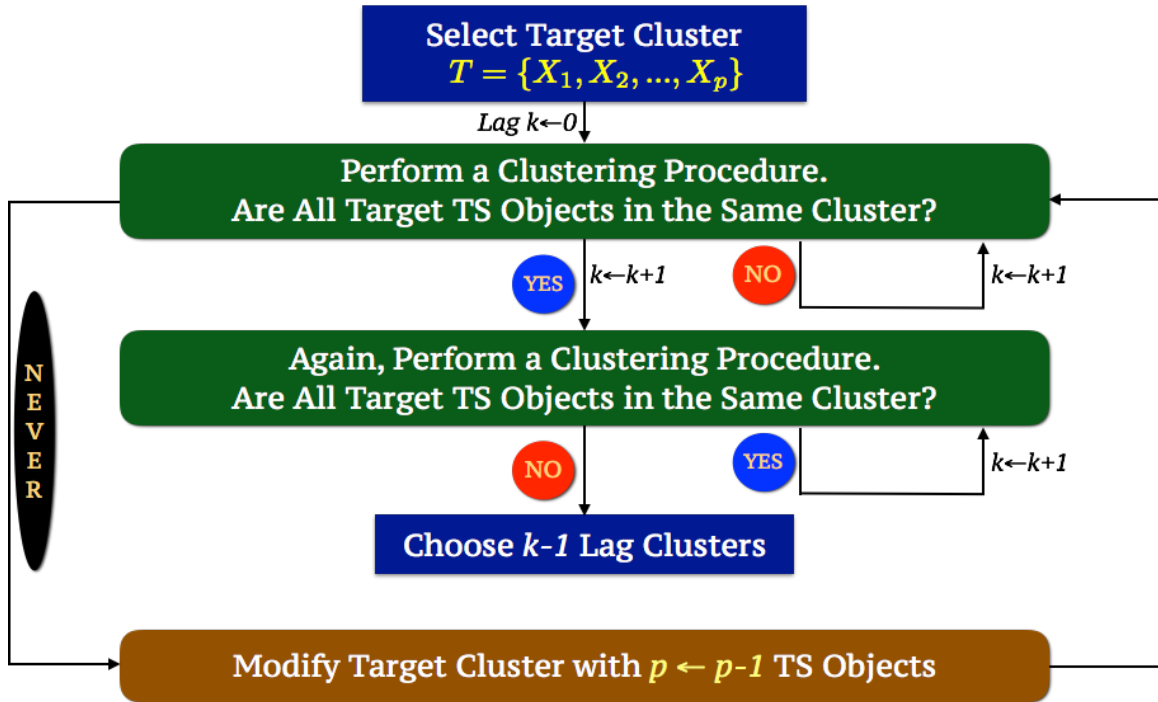 Select Target Cluster
T = {X₁, X₂, ..., Xₚ}
Lag k←0
Perform a Clustering Procedure.
Are All Target TS Objects in the Same Cluster?
YES
k←k+1
NO
k←k+1
NEVER
Again, Perform a Clustering Procedure.
Are All Target TS Objects in the Same Cluster?
NO
YES
k←k+1
Choose k-1 Lag Clusters
Modify Target Cluster with p ← p-1 TS Objects